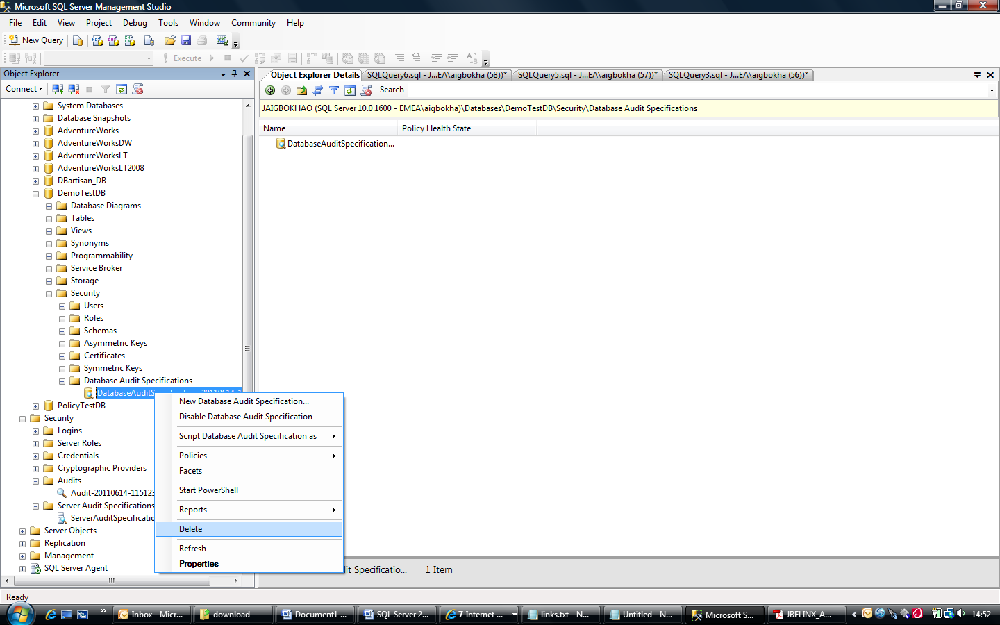 Microsoft SQL Server Management Studio
File Edit View Project Debug Tools Window Community Help
New Query
Execute
Object Explorer
Connect
System Databases
Database Snapshots
AdventureWorks
AdventureWorksDW
AdventureWorksLT
AdventureWorksLT2008
DBartisan_DB
DemoTestDB
Database Diagrams
Tables
Views
Synonyms
Programmability
Service Broker
Storage
Security
Users
Roles
Schemas
Asymmetric Keys
Certificates
Symmetric Keys
Database Audit Specifications
DatabaseAuditSpecification-20110614-1
PolicyTestDB
Security
Logins
Server Roles
Credentials
Cryptographic Providers
Audits
Audit-20110614-115123
Server Audit Specifications
ServerAuditSpecificatio
Server Objects
Replication
Management
SQL Server Agent
New Database Audit Specification...
Disable Database Audit Specification
Script Database Audit Specification as
Policies
Facets
Start PowerShell
Reports
Delete
Refresh
Properties
Object Explorer Details SQLQuery6.sql - J...EA\aigbokha (58))* SQLQuery5.sql - J...EA\aigbokha (57))* SQLQuery3.sql - J...EA\aigbokha (56))*
Search
JAIGBOKHAO (SQL Server 10.0.1600 - EMEA\aigbokha)\Databases\DemoTestDB\Security\Database Audit Specifications
Name Policy Health State
DatabaseAuditSpecification...
it Specificatio... 1 Item
Ready
Inbox - Micr... download Document1 ... SQL Server 2... 7 Internet ... links.txt - N... Untitled - N... Microsoft S... JBFLINX_A... 14:52